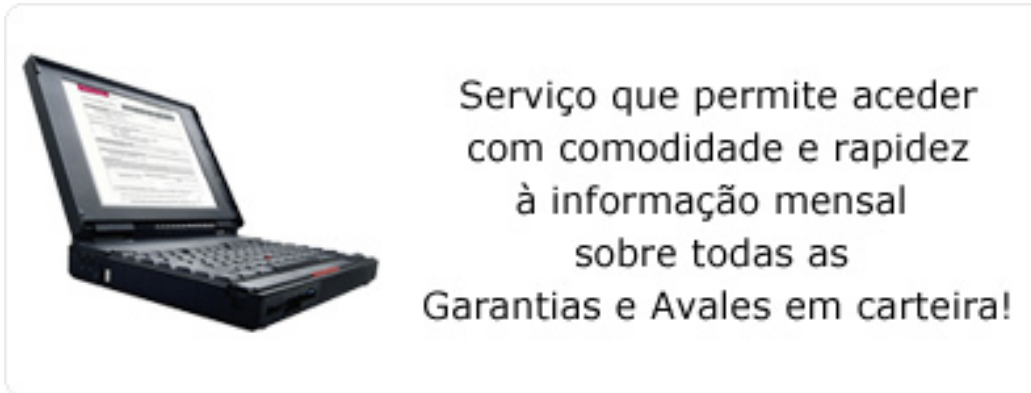 Serviço que permite aceder
com comodidade e rapidez
à informação mensal
sobre todas as
Garantias e Avales em carteira!